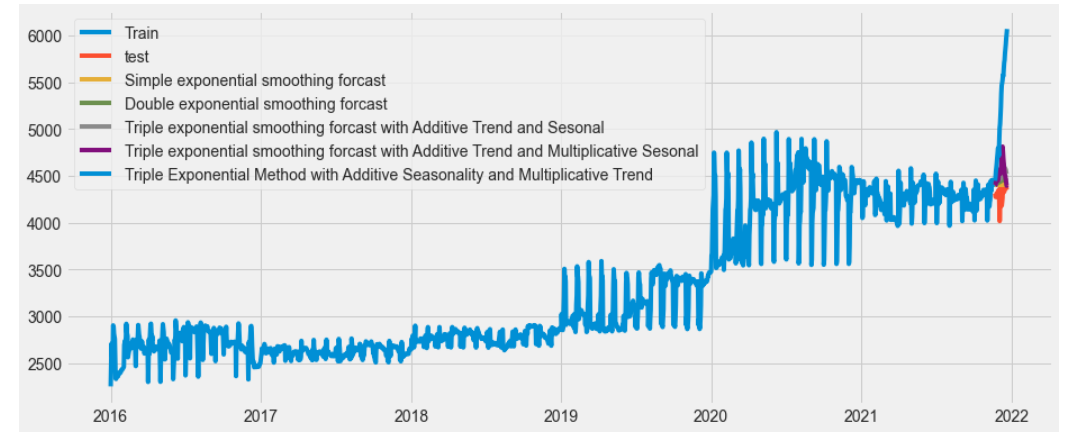 6000
5500
5000
4500
4000
3500
3000
2500
Train
test
Simple exponential smoothing forcast
Double exponential smoothing forcast
Triple exponential smoothing forcast with Additive Trend and Sesonal
Triple exponential smoothing forcast with Additive Trend and Multiplicative Sesonal
Triple Exponential Method with Additive Seasonality and Multiplicative Trend
2016 2017 2018 2019 2020 2021 2022